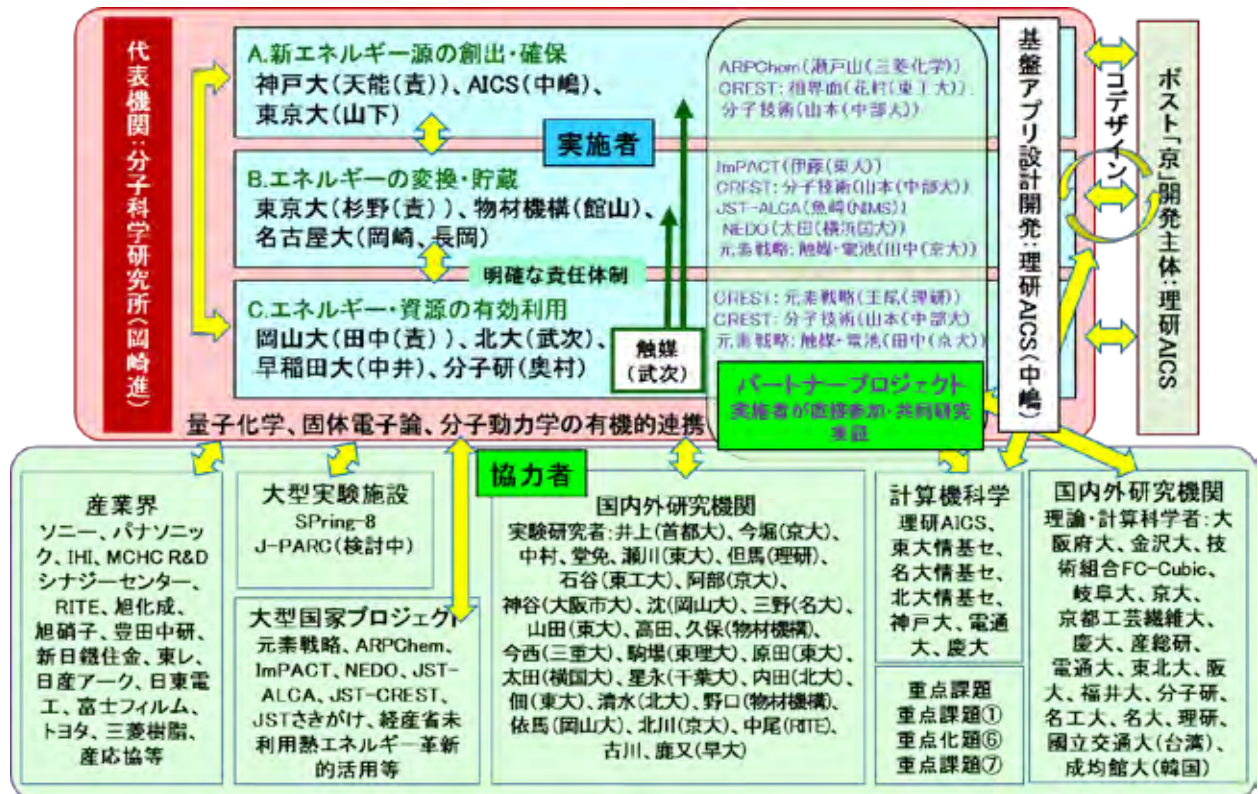 代表機関:分子科学研究所(岡崎進)
A.新エネルギー源の創出・確保
神戸大(天能(責))、AICS(中嶋)、
東京大(山下)
実施者
B.エネルギーの変換・貯蔵
東京大(杉野(責))、物材機構(館山)、
名古屋大(岡崎、長岡)
明確な責任体制
C.エネルギー・資源の有効利用
岡山大(田中(責))、北大(武次)、
早稲田大(中井)、分子研(奥村)
触媒
(武次)
量子化学、固体電子論、分子動力学の有機的連携
ARPChem(瀬戸山(三菱化学))
CREST:相界面(花村(東工大))、
分子技術(山本(中部大))
ImPACT(伊藤(東大))
CREST:分子技術(山本(中部大))
JST-ALCA(魚崎(NIMS))
NEDO(太田(横浜国大))
元素戦略:触媒・電池(田中(京大))
CREST:元素戦略(玉尾(理研))
CREST:分子技術(山本(中部大)
元素戦略:触媒・電池(田中(京大))
パートナープロジェクト
実施者が直接参加・共同研究
実証
基盤アプリ設計開発:理研AICS(中嶋)
コデザイン
ポスト「京」開発主体:理研AICS
協力者
産業界
ソニー、パナソニッ
ク、IHI、MCHC R&D
シナジーセンター、
RITE、旭化成、
旭硝子、豊田中研、
新日鐵住金、東レ、
日産アーク、日東電
工、富士フィルム、
トヨタ、三菱樹脂、
産応協等
大型実験施設
SPring-8
J-PARC(検討中)
大型国家プロジェクト
元素戦略、ARPChem、
ImPACT、NEDO、JST-
ALCA、JST-CREST、
JSTさきがけ、経産省未
利用熱エネルギー革新
的活用等
国内外研究機関
実験研究者:井上(首都大)、今堀(京大)、
中村、堂免、瀬川(東大)、但馬(理研)、
石谷(東工大)、阿部(京大)、
神谷(大阪市大)、沈(岡山大)、三野(名大)、
山田(東大)、高田、久保(物材機構)、
今西(三重大)、駒場(東理大)、原田(東大)、
太田(横国大)、星永(千葉大)、内田(北大)、
佃(東大)、清水(北大)、野口(物材機構)、
依馬(岡山大)、北川(京大)、中尾(RITE)、
古川、鹿又(早大)
計算機科学
理研AICS、
東大情基セ、
名大情基セ、
北大情基セ、
神戸大、電通
大、慶大
重点課題
重点課題①
重点化題⑥
重点課題⑦
国内外研究機関
理論・計算科学者:大
阪府大、金沢大、技
術組合FC-Cubic、
岐阜大、京大、
京都工芸繊維大、
慶大、産総研、
電通大、東北大、阪
大、福井大、分子研、
名工大、名大、理研、
國立交通大(台湾)、
成均館大(韓国)